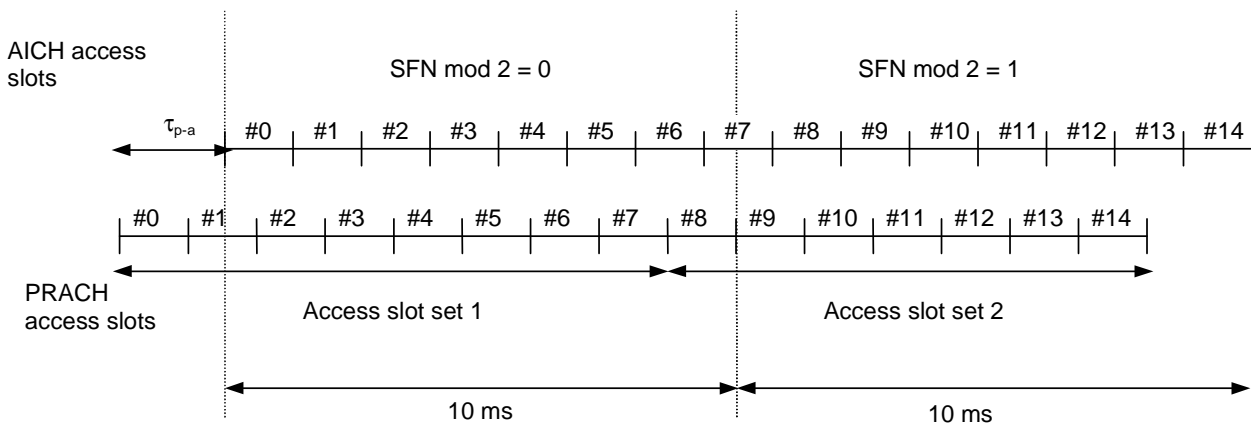 AICH access
slots
SFN mod 2 = 0
SFN mod 2 = 1
τp-a
#0 #1 #2 #3 #4 #5 #6 #7 #8 #9 #10 #11 #12 #13 #14
#0 #1 #2 #3 #4 #5 #6 #7 #8 #9 #10 #11 #12 #13 #14
PRACH
access slots
Access slot set 1
Access slot set 2
10 ms
10 ms